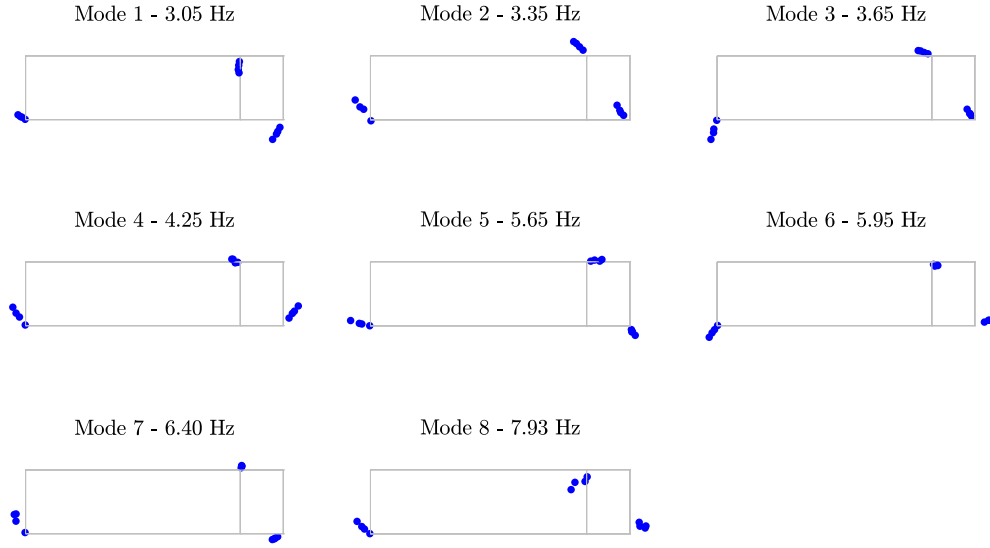 Mode 1 - 3.05 Hz
Mode 2 - 3.35 Hz
Mode 3 - 3.65 Hz
Mode 4 - 4.25 Hz
Mode 5 - 5.65 Hz
Mode 6 - 5.95 Hz
Mode 7 - 6.40 Hz
Mode 8 - 7.93 Hz